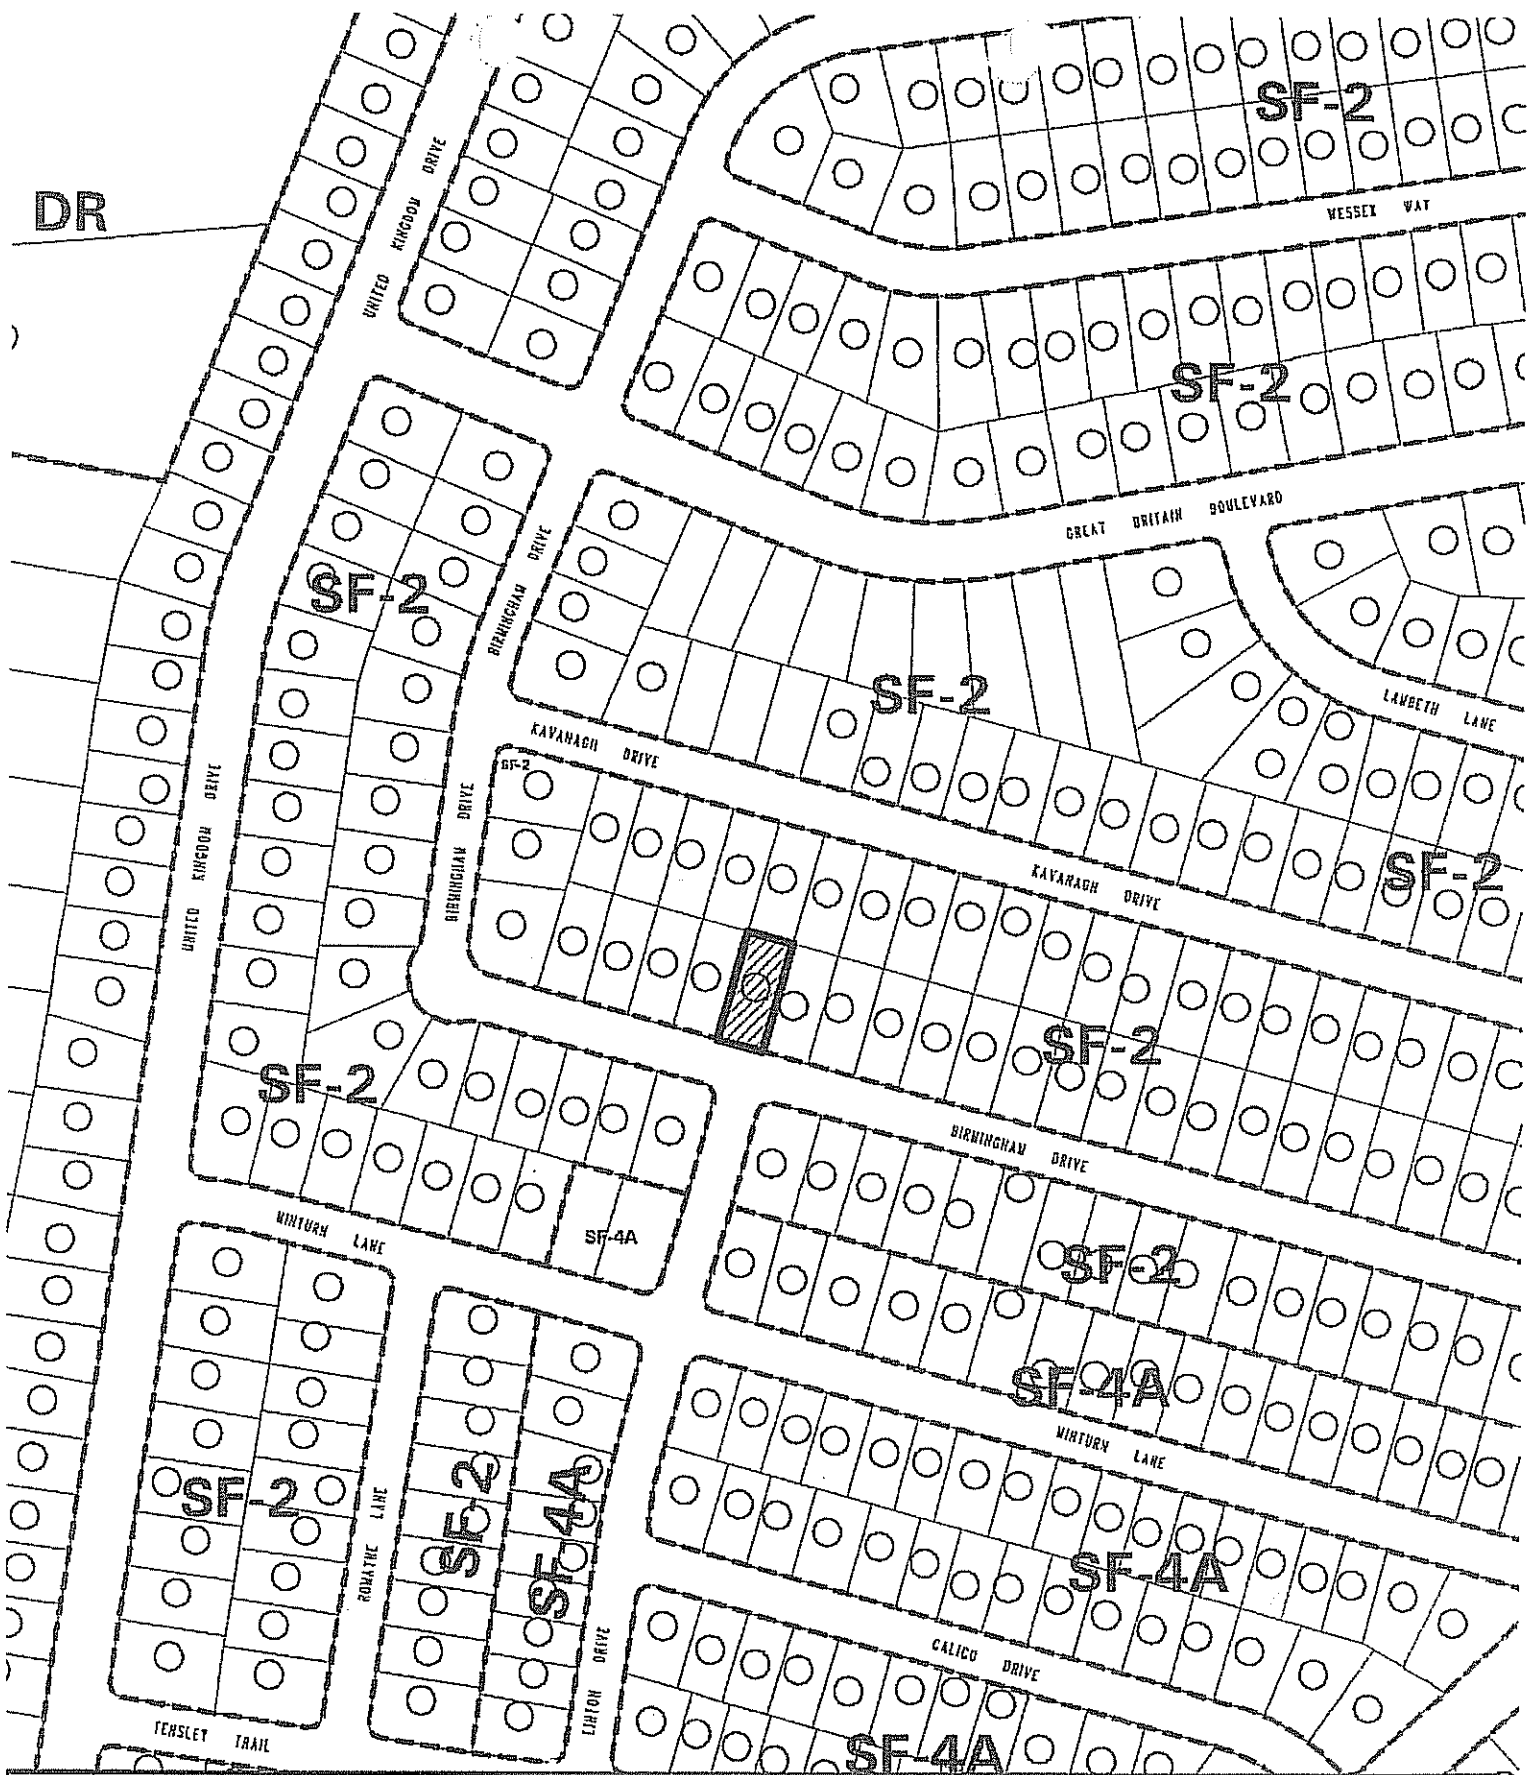 SF-2
DR
UNITED KINGDOM DRIVE
WESSEX WAY
SF-2
GREAT BRITAIN BOULEVARD
BIRMINGHAM DRIVE
SF-2
SF-2
LAMBETH LANE
KAVANAGH DRIVE
SF-2
UNITED KINGDOM DRIVE
BIRMINGHAM DRIVE
KAVANAGH DRIVE
SF-2
SF-2
SF-2
BIRMINGHAM DRIVE
MINTURN LANE
SF-4A
SF-2
SF-4A
MINTURN LANE
SF-2
ROWATHE LANE
SF-2
SF-4A
SF-4A
LINTON DRIVE
CALICO DRIVE
TENSLEY TRAIL
SF-4A